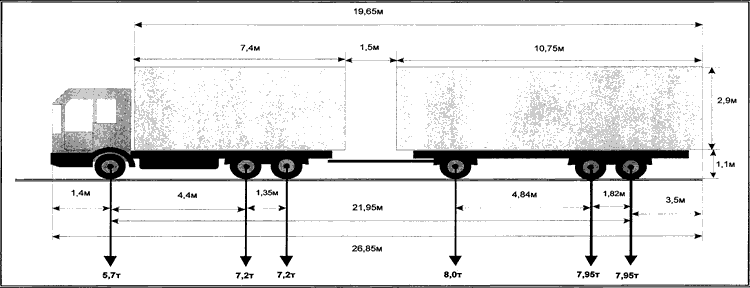 19,65м
7,4м 1,5м 10,75м
2,9м
1,1м
1,4м 4,4м 1,35м 4,84м 1,82м 3,5м
21,95м
26,85м
5,7т 7,2т 7,2т 8,0т 7,95т 7,95т